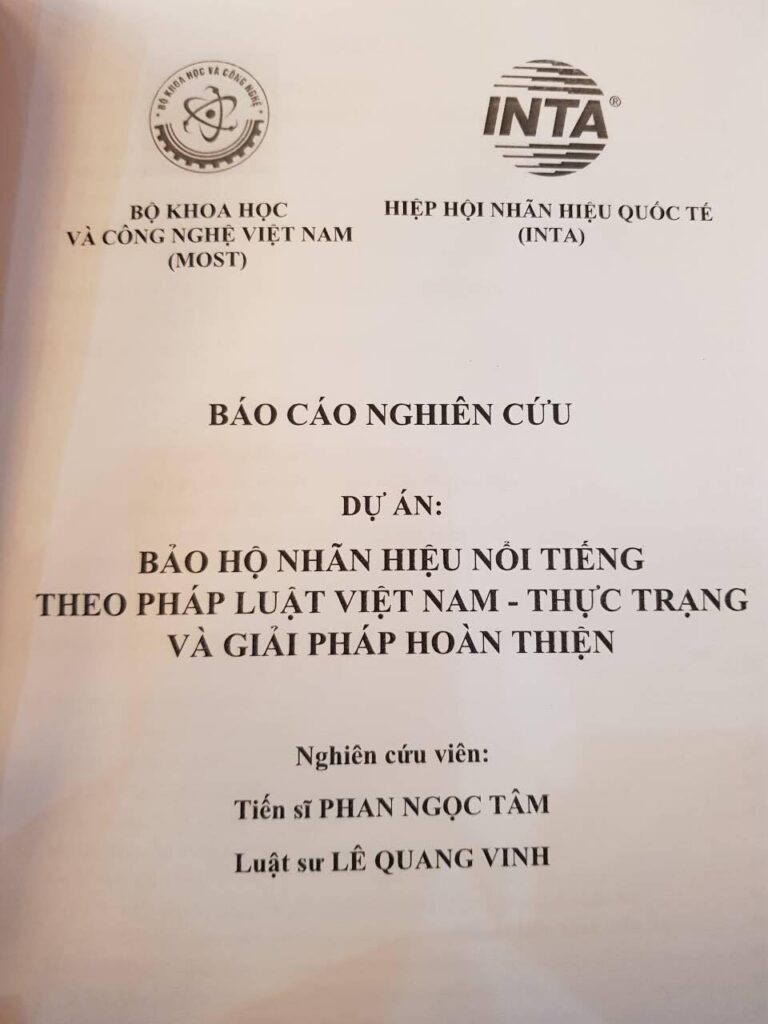 BỘ KHOA HỌC VÀ CÔNG NGHỆ
INTA®
BỘ KHOA HỌC
VÀ CÔNG NGHỆ VIỆT NAM
(MOST)
HIỆP HỘI NHÃN HIỆU QUỐC TẾ
(INTA)
BÁO CÁO NGHIÊN CỨU
DỰ ÁN:
BẢO HỘ NHÃN HIỆU NỔI TIẾNG
THEO PHÁP LUẬT VIỆT NAM - THỰC TRẠNG
VÀ GIẢI PHÁP HOÀN THIỆN
Nghiên cứu viên:
Tiến sĩ PHAN NGỌC TÂM
Luật sư LÊ QUANG VINH